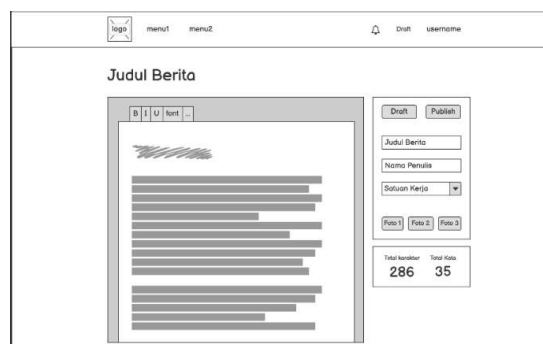 logo menu1 menu2 Draft username
Judul Berita
B I U font ...
Draft Publish
Judul Berita
Nama Penulis
Satuan Kerja
Foto 1 Foto 2 Foto 3
Total karakter Total Kata
286 35